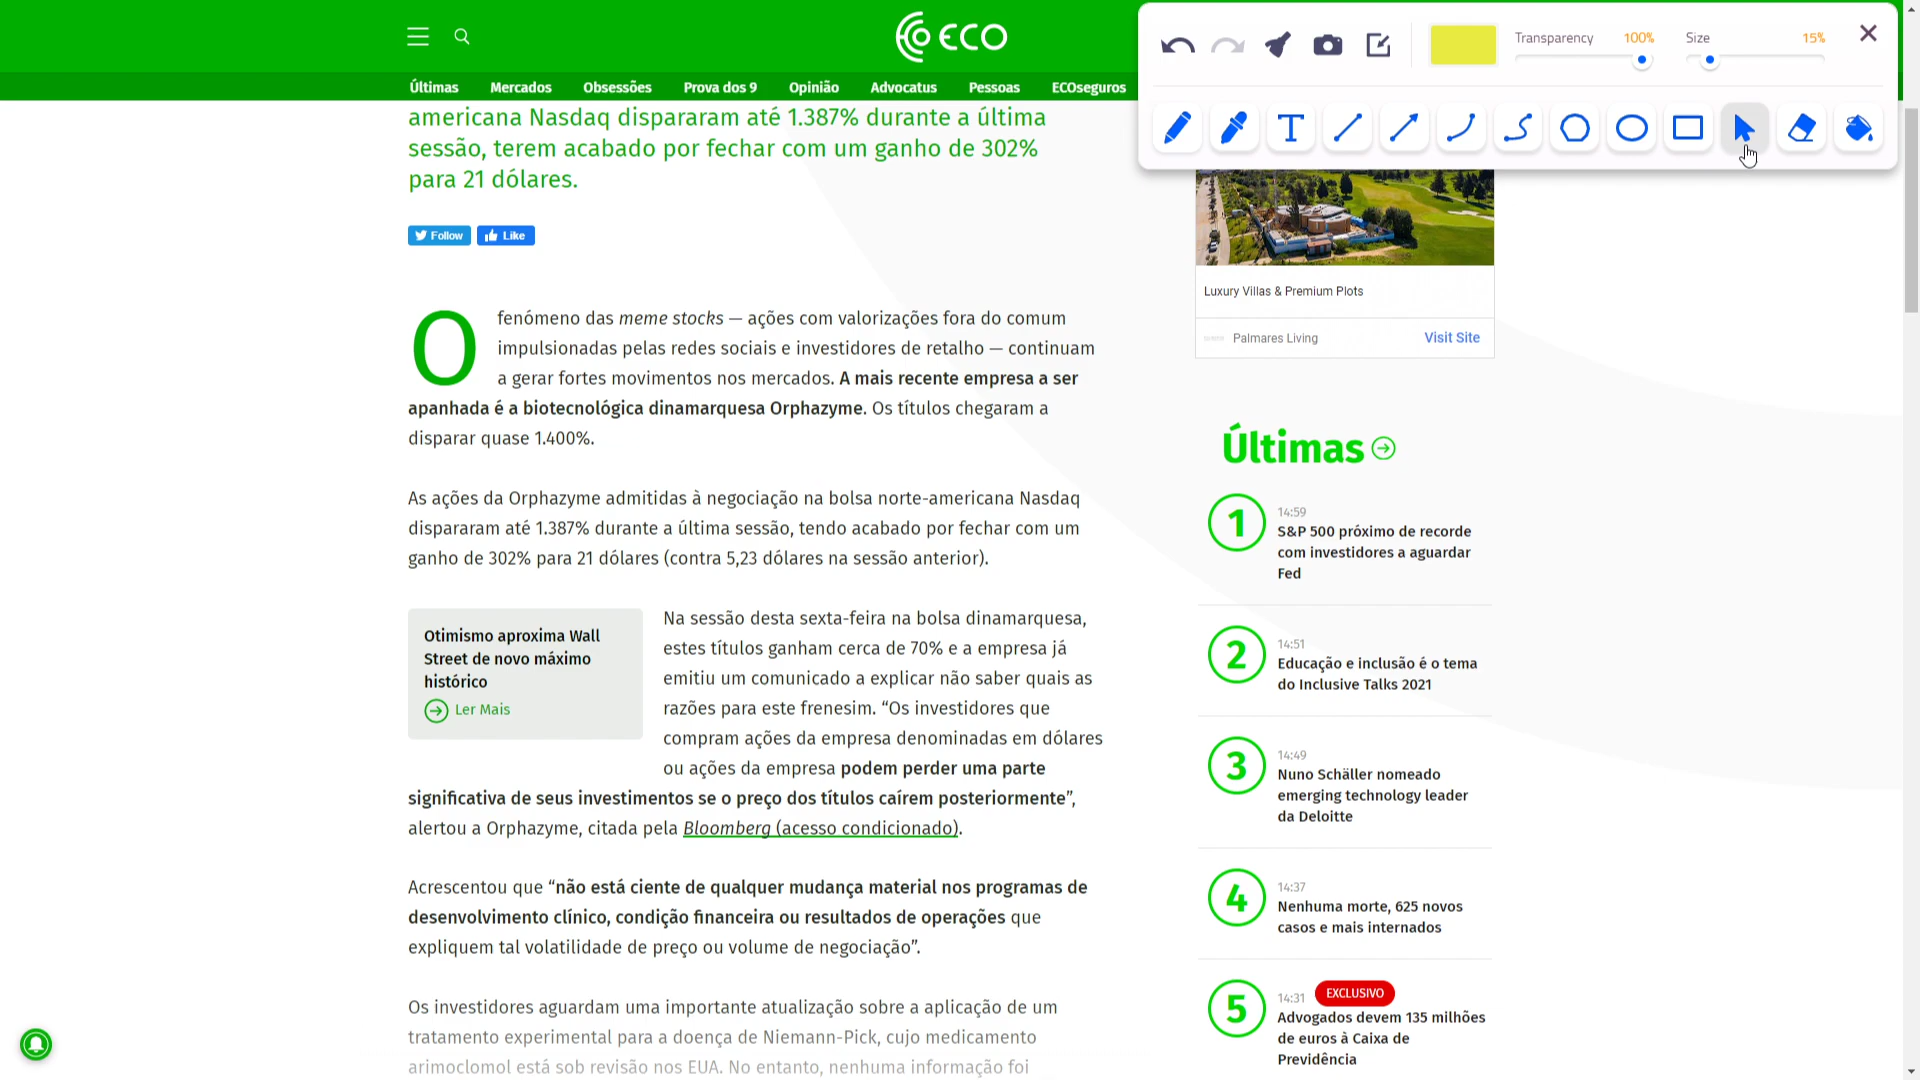 ECO
Transparency 100% Size 15%
Últimas Mercados Obsessões Prova dos 9 Opinião Advocatus Pessoas ECOseguros
T
americana Nasdaq dispararam até 1.387% durante a última
sessão, terem acabado por fechar com um ganho de 302%
para 21 dólares.
Follow Like
O fenómeno das meme stocks — ações com valorizações fora do comum
impulsionadas pelas redes sociais e investidores de retalho — continuam
a gerar fortes movimentos nos mercados. A mais recente empresa a ser
apanhada é a biotecnológica dinamarquesa Orphazyme. Os títulos chegaram a
disparar quase 1.400%.
As ações da Orphazyme admitidas à negociação na bolsa norte-americana Nasdaq
dispararam até 1.387% durante a última sessão, tendo acabado por fechar com um
ganho de 302% para 21 dólares (contra 5,23 dólares na sessão anterior).
Otimismo aproxima Wall
Street de novo máximo
histórico
Ler Mais
Na sessão desta sexta-feira na bolsa dinamarquesa,
estes títulos ganham cerca de 70% e a empresa já
emitiu um comunicado a explicar não saber quais as
razões para este frenesim. “Os investidores que
compram ações da empresa denominadas em dólares
ou ações da empresa podem perder uma parte
significativa de seus investimentos se o preço dos títulos caírem posteriormente”,
alertou a Orphazyme, citada pela Bloomberg (acesso condicionado).
Acrescentou que “não está ciente de qualquer mudança material nos programas de
desenvolvimento clínico, condição financeira ou resultados de operações que
expliquem tal volatilidade de preço ou volume de negociação”.
Os investidores aguardam uma importante atualização sobre a aplicação de um
tratamento experimental para a doença de Niemann-Pick, cujo medicamento
arimoclomol está sob revisão nos EUA. No entanto, nenhuma informação foi
Luxury Villas & Premium Plots
Palmares Living Visit Site
Últimas
1
14:59
S&P 500 próximo de recorde
com investidores a aguardar
Fed
2
14:51
Educação e inclusão é o tema
do Inclusive Talks 2021
3
14:49
Nuno Schäller nomeado
emerging technology leader
da Deloitte
4
14:37
Nenhuma morte, 625 novos
casos e mais internados
5
14:31 EXCLUSIVO
Advogados devem 135 milhões
de euros à Caixa de
Previdência